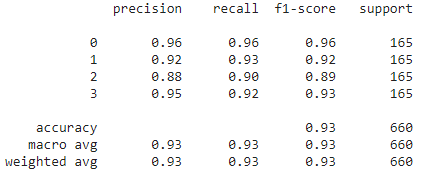 precision recall f1-score support
0 0.96 0.96 0.96 165
1 0.92 0.93 0.92 165
2 0.88 0.90 0.89 165
3 0.95 0.92 0.93 165
accuracy 0.93 660
macro avg 0.93 0.93 0.93 660
weighted avg 0.93 0.93 0.93 660